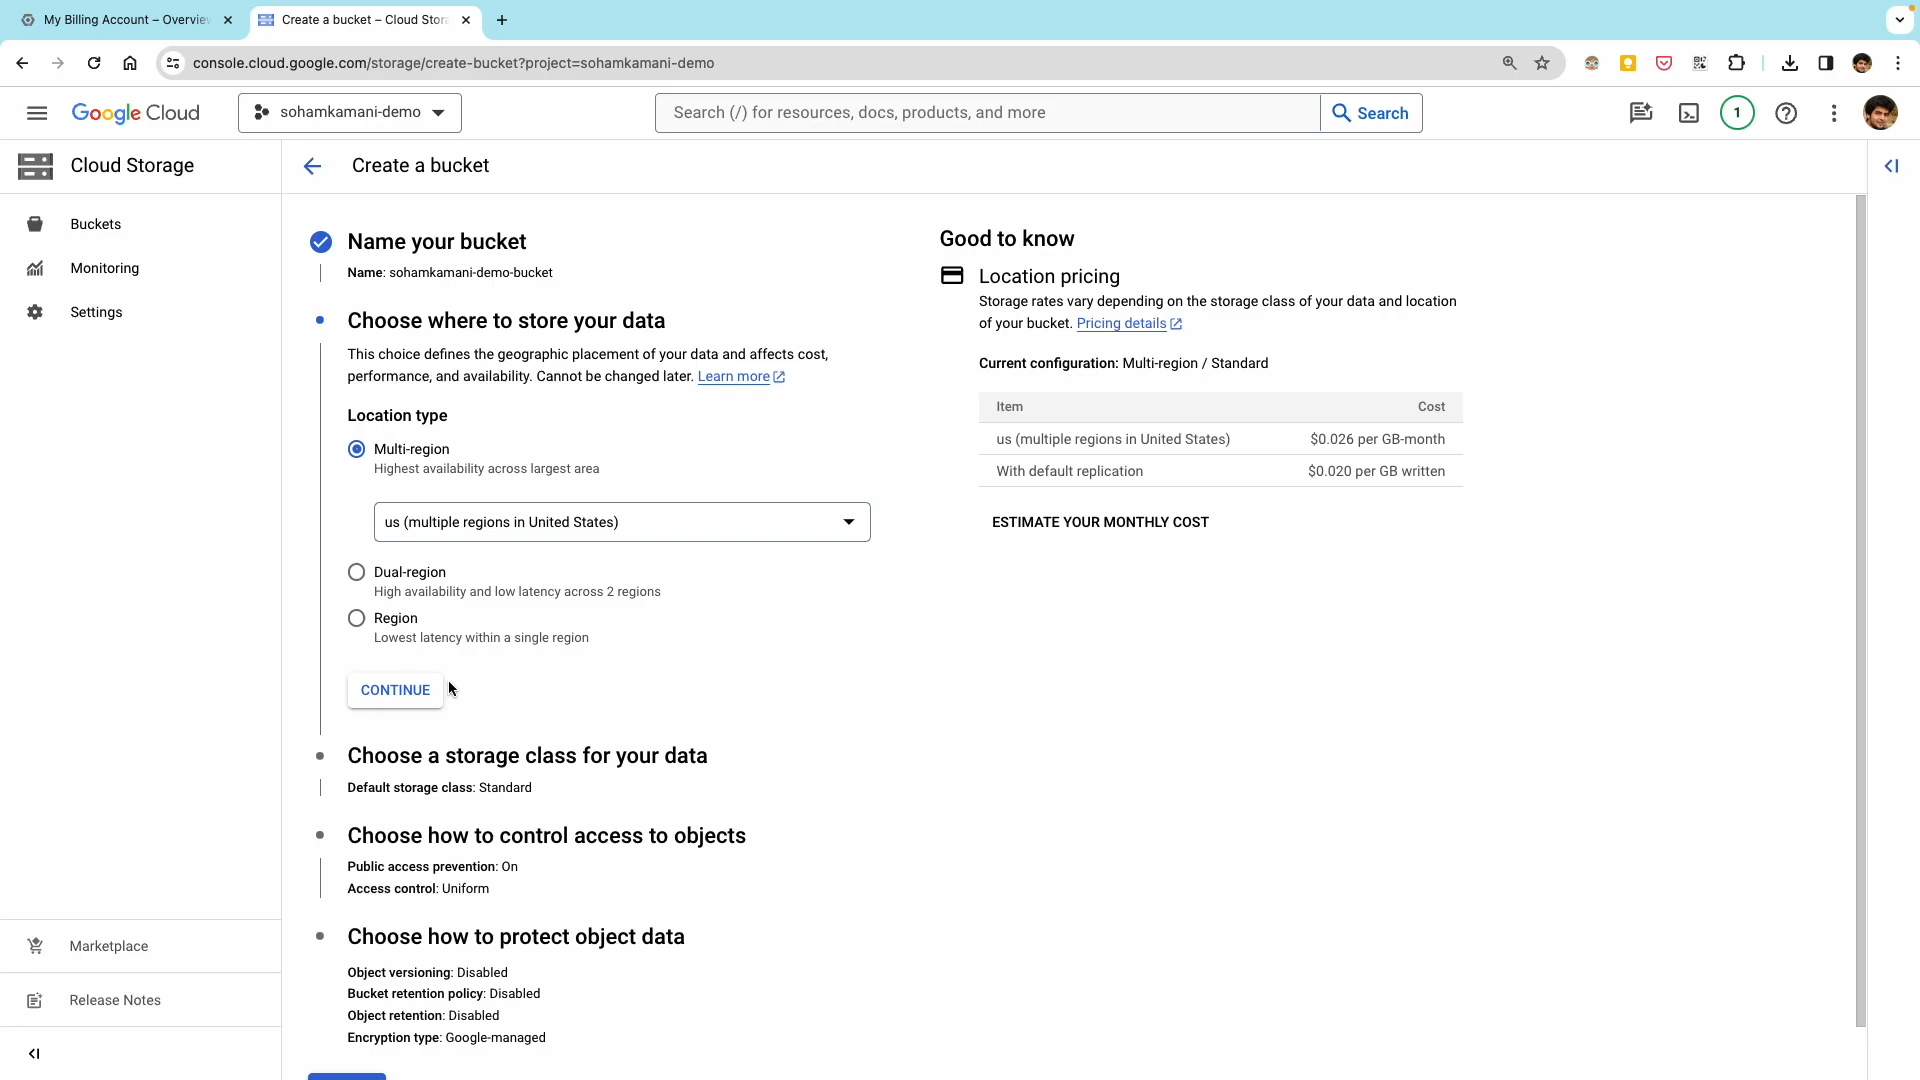 My Billing Account – Overvie
Create a bucket – Cloud Stor
console.cloud.google.com/storage/create-bucket?project=sohamkamani-demo
Google Cloud
sohamkamani-demo
Search (/) for resources, docs, products, and more
Search
1
Cloud Storage
Create a bucket
Buckets
Monitoring
Settings
Marketplace
Release Notes
Name your bucket
Name: sohamkamani-demo-bucket
Choose where to store your data
This choice defines the geographic placement of your data and affects cost,
performance, and availability. Cannot be changed later. Learn more
Location type
Multi-region
Highest availability across largest area
us (multiple regions in United States)
Dual-region
High availability and low latency across 2 regions
Region
Lowest latency within a single region
CONTINUE
Choose a storage class for your data
Default storage class: Standard
Choose how to control access to objects
Public access prevention: On
Access control: Uniform
Choose how to protect object data
Object versioning: Disabled
Bucket retention policy: Disabled
Object retention: Disabled
Encryption type: Google-managed
Good to know
Location pricing
Storage rates vary depending on the storage class of your data and location
of your bucket. Pricing details
Current configuration: Multi-region / Standard
Item Cost
us (multiple regions in United States) $0.026 per GB-month
With default replication $0.020 per GB written
ESTIMATE YOUR MONTHLY COST